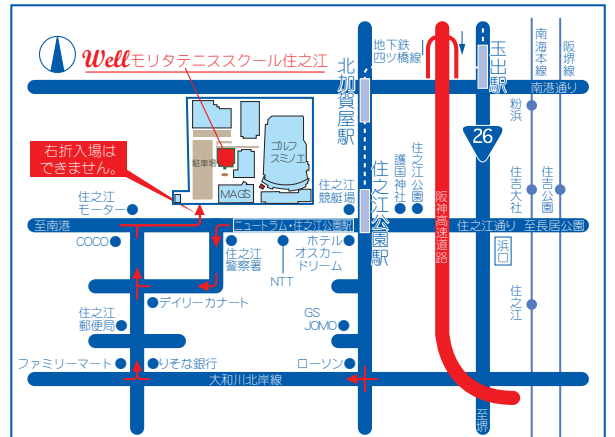 Wellモリタテニススクール住之江
地下鉄
四ツ橋線
北加賀屋駅
玉出駅
南海本線
阪堺線
南港通り
粉浜
26
右折入場は
できません。
駐車場
ゴルフ
スミノエ
MAGS
住之江
モーター
住之江
競艇場
護国神社
住之江公園
住之江公園駅
阪神高速道路
住吉大社
住吉公園
至南港
ニュートラム・住之江公園駅
住之江通り
至長居公園
浜口
COCO
住之江
警察署
NTT
ホテル
オスカー
ドリーム
デイリーカナート
住之江
郵便局
GS
JOMO
住之江
ファミリーマート
りそな銀行
ローソン
大和川北岸線
至堺